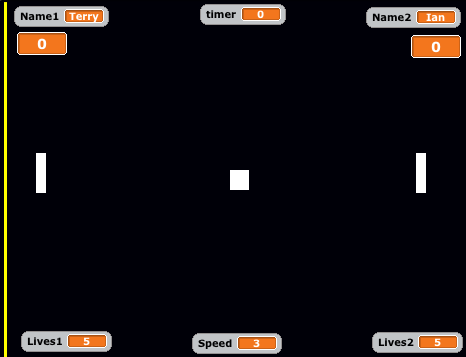 Name1 Terry
timer 0
Name2 Ian
0
0
Lives1 5
Speed 3
Lives2 5